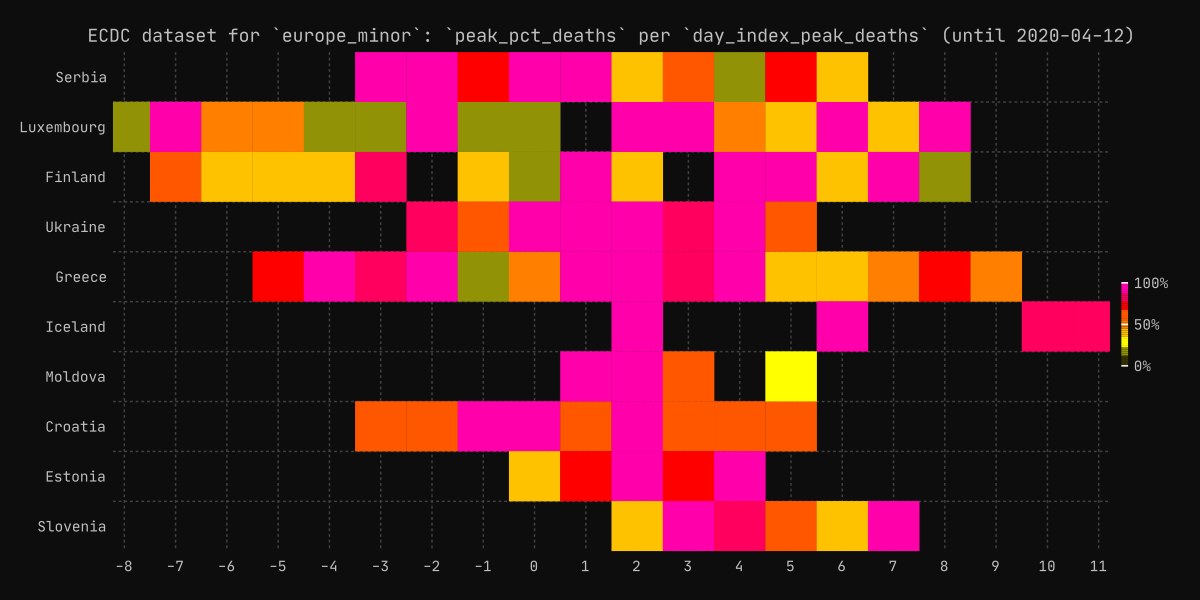 ECDC dataset for `europe_minor`: `peak_pct_deaths` per `day_index_peak_deaths` (until 2020-04-12)
Serbia
Luxembourg
Finland
Ukraine
Greece
Iceland
Moldova
Croatia
Estonia
Slovenia
-8 -7 -6 -5 -4 -3 -2 -1 0 1 2 3 4 5 6 7 8 9 10 11
100%
50%
0%